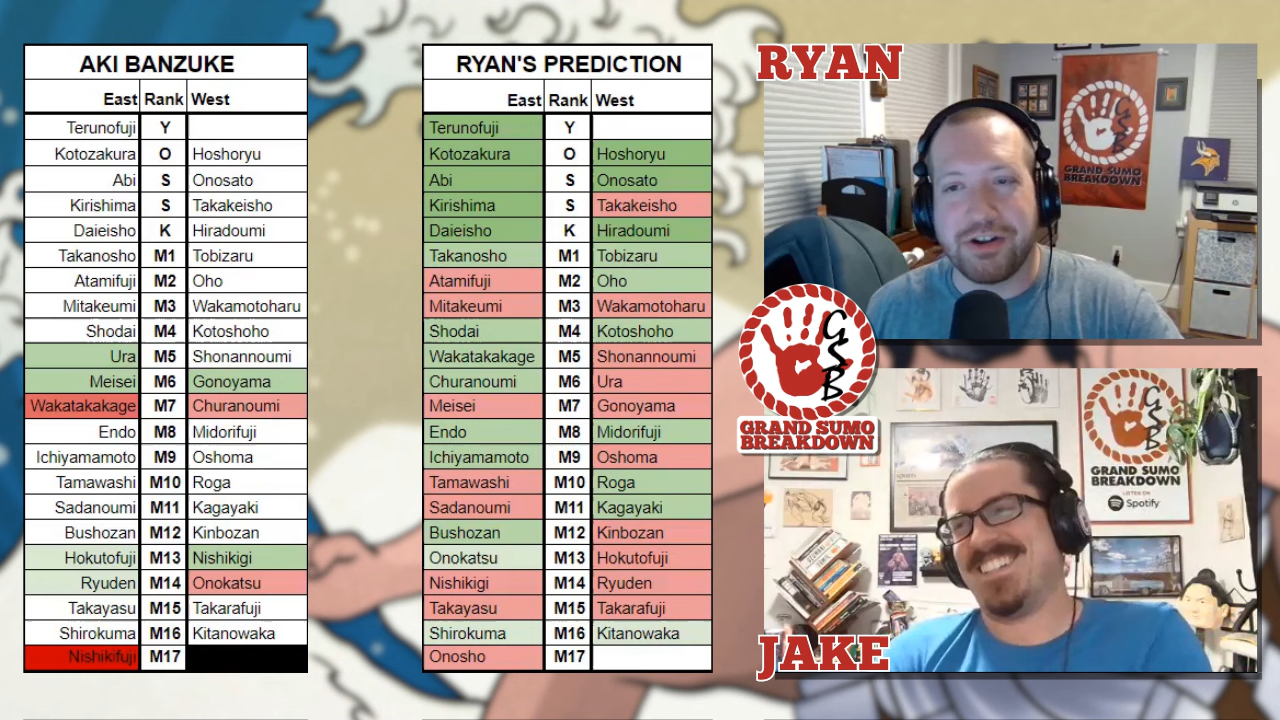 AKI BANZUKE
East Rank West
Terunofuji Y
Kotozakura O Hoshoryu
Abi S Onosato
Kirishima S Takakeisho
Daieisho K Hiradoumi
Takanosho M1 Tobizaru
Atamifuji M2 Oho
Mitakeumi M3 Wakamotoharu
Shodai M4 Kotoshoho
Ura M5 Shonannoumi
Meisei M6 Gonoyama
Wakatakakage M7 Churanoumi
Endo M8 Midorifuji
Ichiyamamoto M9 Oshoma
Tamawashi M10 Roga
Sadanoumi M11 Kagayaki
Bushozan M12 Kinbozan
Hokutofuji M13 Nishikigi
Ryuden M14 Onokatsu
Takayasu M15 Takarafuji
Shirokuma M16 Kitanowaka
Nishikifuji M17
RYAN'S PREDICTION
East Rank West
Terunofuji Y
Kotozakura O Hoshoryu
Abi S Onosato
Kirishima S Takakeisho
Daieisho K Hiradoumi
Takanosho M1 Tobizaru
Atamifuji M2 Oho
Mitakeumi M3 Wakamotoharu
Shodai M4 Kotoshoho
Wakatakakage M5 Shonannoumi
Churanoumi M6 Ura
Meisei M7 Gonoyama
Endo M8 Midorifuji
Ichiyamamoto M9 Oshoma
Tamawashi M10 Roga
Sadanoumi M11 Kagayaki
Bushozan M12 Kinbozan
Onokatsu M13 Hokutofuji
Nishikigi M14 Ryuden
Takayasu M15 Takarafuji
Shirokuma M16 Kitanowaka
Onosho M17
RYAN
GSB
GRAND SUMO
BREAKDOWN
GSB
GRAND SUMO
BREAKDOWN
GSB
GRAND SUMO
BREAKDOWN
LISTEN ON
Spotify
JAKE